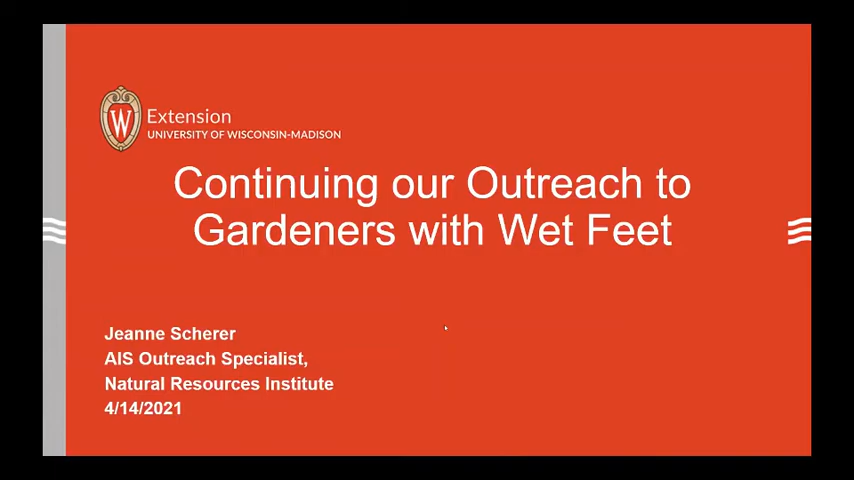 W
Extension
UNIVERSITY OF WISCONSIN-MADISON
Continuing our Outreach to
Gardeners with Wet Feet
Jeanne Scherer
AIS Outreach Specialist,
Natural Resources Institute
4/14/2021